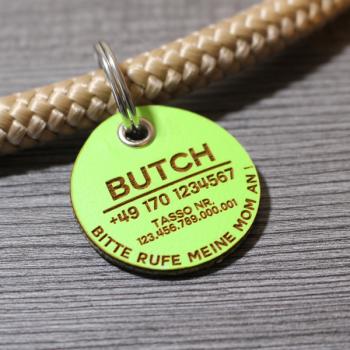 BUTCH
+49 170 1234567
TASSO NR.
123.456.789.000.001
BITTE RUFE MEINE MOM AN!